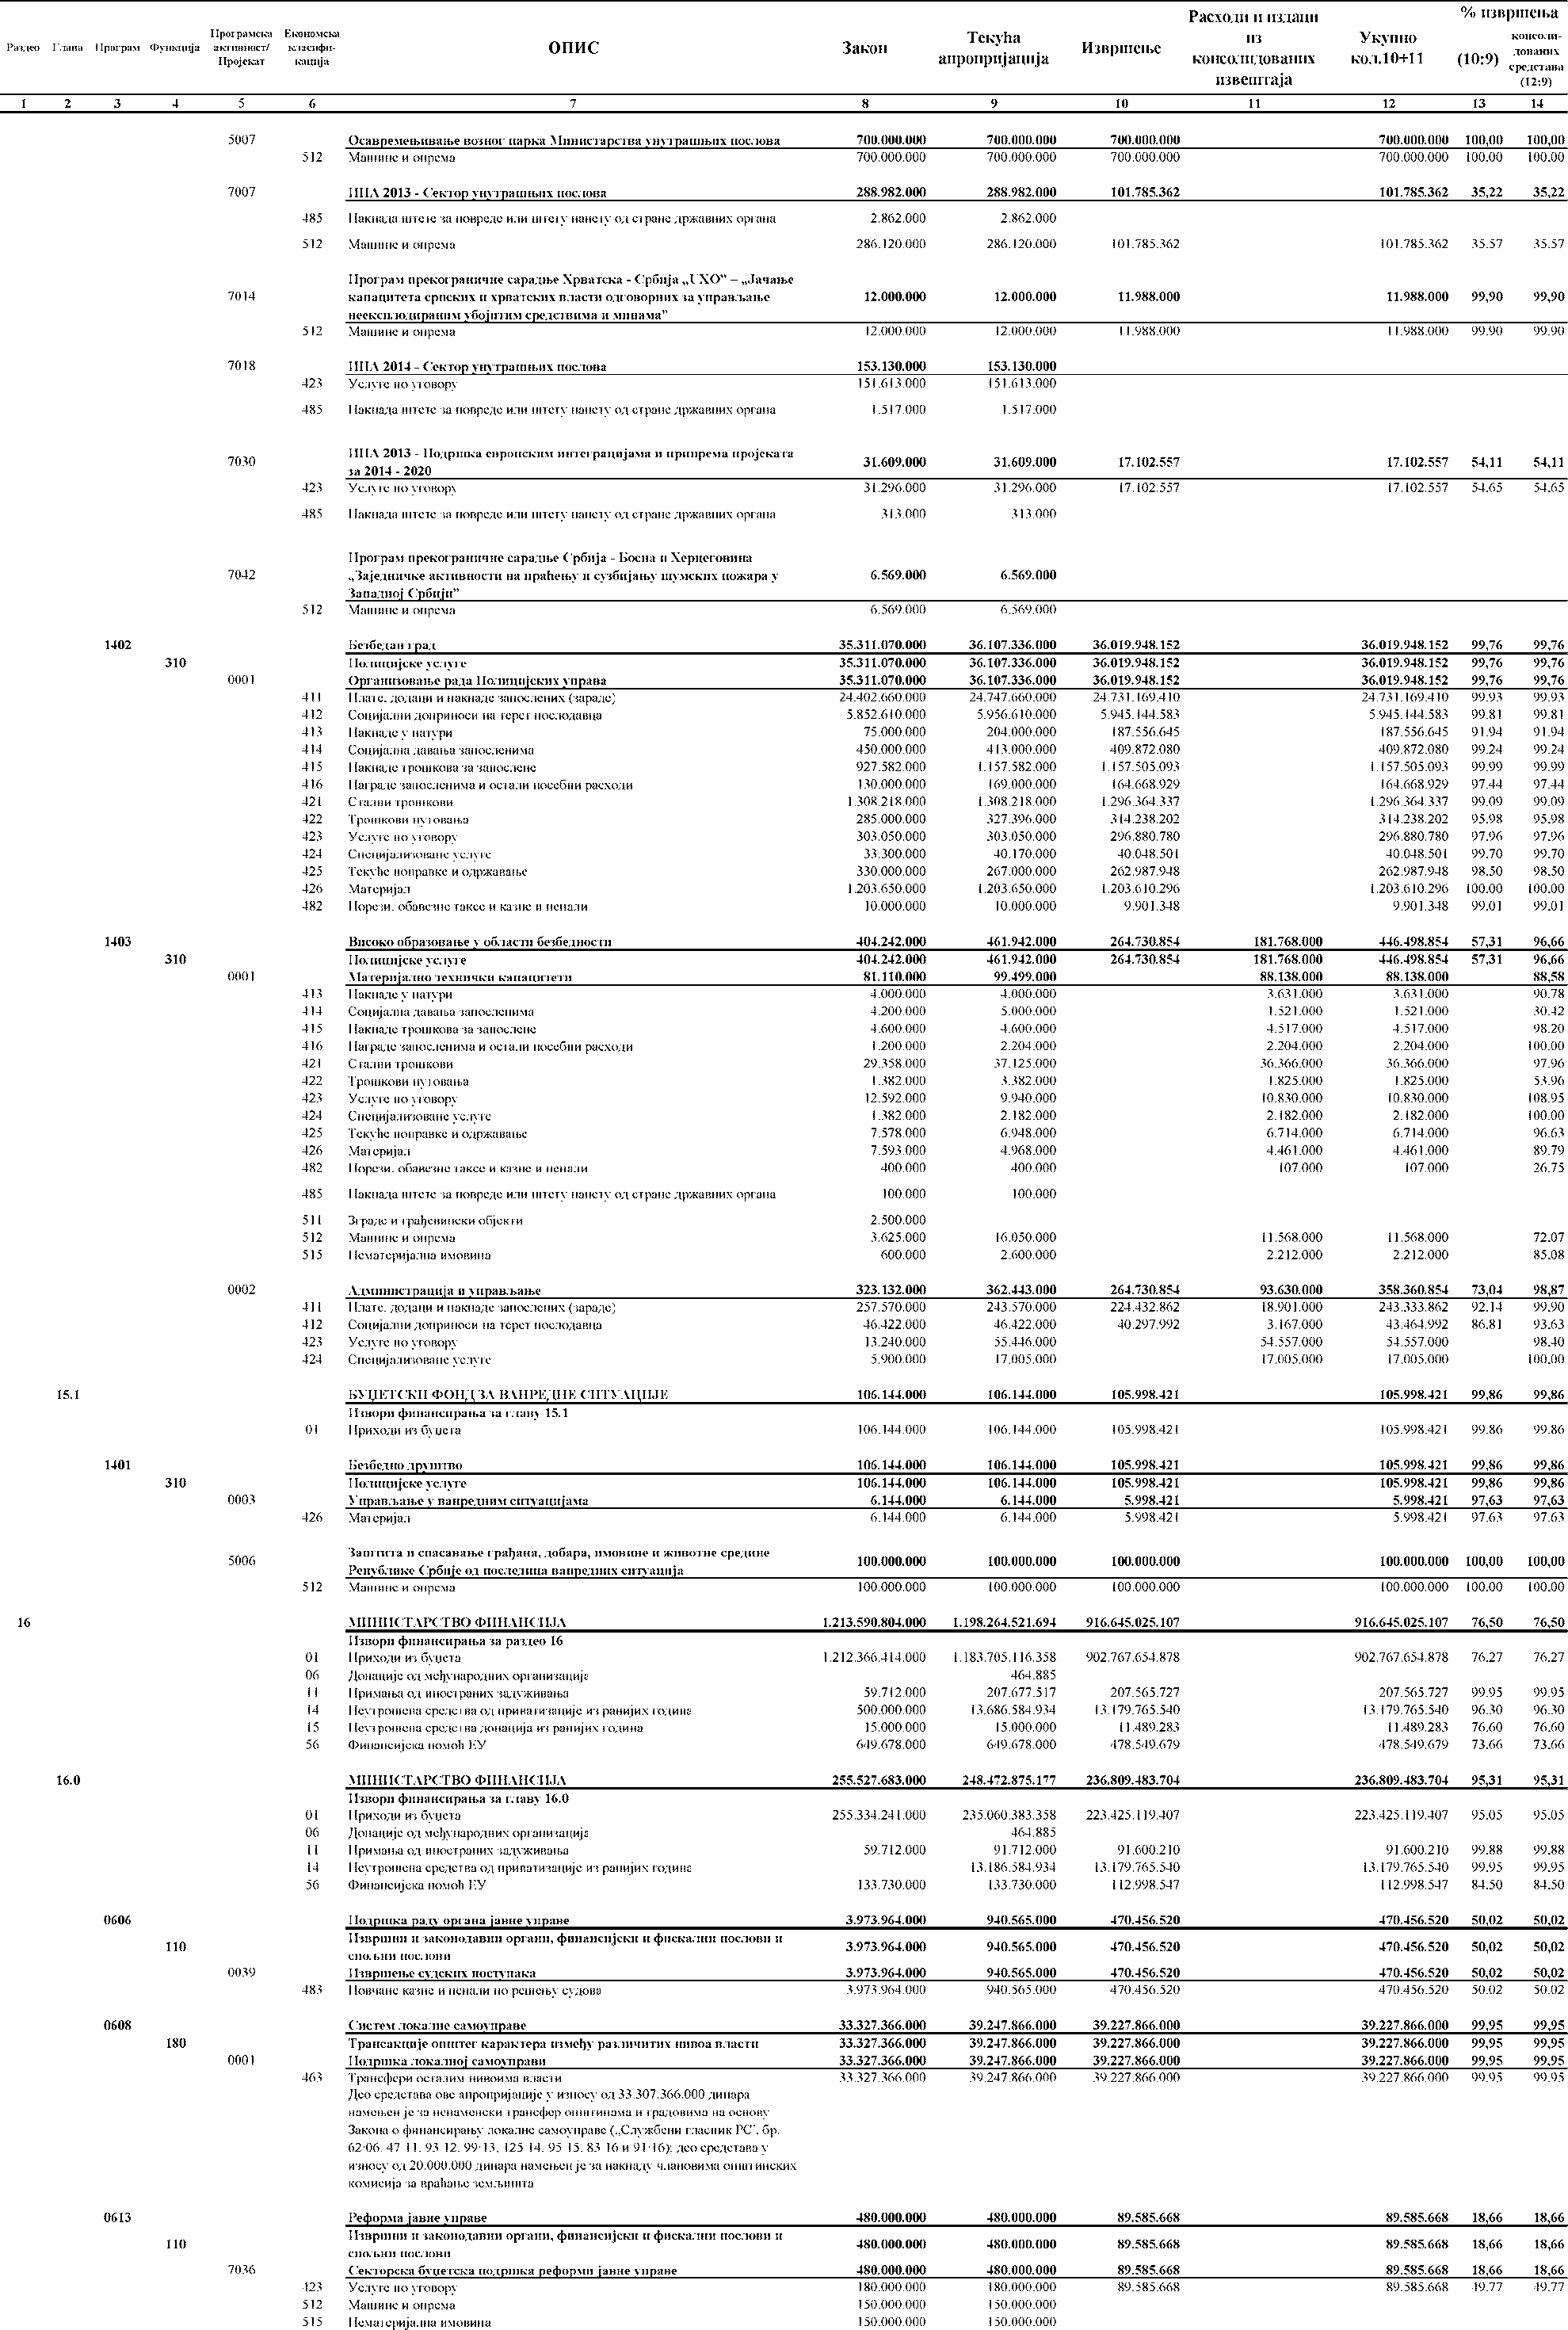 Раздео Глава Програм Функција Програмска активност/ Пројекат Економска класифи-кација ОПИС Закон Текућа апропријација Извршење Расходи и издаци из консолидованих извештаја Укупно кол.10+11 % извршења (10:9) консоли-дованих средстава (12:9)
1 2 3 4 5 6 7 8 9 10 11 12 13 14
5007 Осавремењивање возног парка Министарства унутрашњих послова 700.000.000 700.000.000 700.000.000 700.000.000 100,00 100,00
512 Машине и опрема 700.000.000 700.000.000 700.000.000 700.000.000 100,00 100,00
7007 ИПА 2013 - Сектор унутрашњих послова 288.982.000 288.982.000 101.785.362 101.785.362 35,22 35,22
485 Накнада штете за повреде или штету нанету од стране државних органа 2.862.000 2.862.000
512 Машине и опрема 286.120.000 286.120.000 101.785.362 101.785.362 35,57 35,57
Програм прекограничне сарадње Хрватска - Србија „UXO” – „Јачање
7014 капацитета српских и хрватских власти одговорних за управљање 12.000.000 12.000.000 11.988.000 11.988.000 99,90 99,90
неексплодираним убојитим средствима и минама”
512 Машине и опрема 12.000.000 12.000.000 11.988.000 11.988.000 99,90 99,90
7018 ИПА 2014 - Сектор унутрашњих послова 153.130.000 153.130.000
423 Услуге по уговору 151.613.000 151.613.000
485 Накнада штете за повреде или штету нанету од стране државних органа 1.517.000 1.517.000
7030 ИПА 2013 - Подршка европским интеграцијама и припрема пројеката 31.609.000 31.609.000 17.102.557 17.102.557 54,11 54,11
за 2014 - 2020
423 Услуге по уговору 31.296.000 31.296.000 17.102.557 17.102.557 54,65 54,65
485 Накнада штете за повреде или штету нанету од стране државних органа 313.000 313.000
Програм прекограничне сарадње Србија - Босна и Херцеговина
7042 „Заједничке активности на праћењу и сузбијању шумских пожара у 6.569.000 6.569.000
Западној Србији”
512 Машине и опрема 6.569.000 6.569.000
1402 Безбедан град 35.311.070.000 36.107.336.000 36.019.948.152 36.019.948.152 99,76 99,76
310 Полицијске услуге 35.311.070.000 36.107.336.000 36.019.948.152 36.019.948.152 99,76 99,76
0001 Организовање рада Полицијских управа 35.311.070.000 36.107.336.000 36.019.948.152 36.019.948.152 99,76 99,76
411 Плате, додаци и накнаде запослених (зараде) 24.402.660.000 24.747.660.000 24.731.169.410 24.731.169.410 99,93 99,93
412 Социјални доприноси на терет послодавца 5.852.610.000 5.956.610.000 5.945.144.583 5.945.144.583 99,81 99,81
413 Накнаде у натури 75.000.000 204.000.000 187.556.645 187.556.645 91,94 91,94
414 Социјална давања запосленима 450.000.000 413.000.000 409.872.080 409.872.080 99,24 99,24
415 Накнаде трошкова за запослене 927.582.000 1.157.582.000 1.157.505.093 1.157.505.093 99,99 99,99
416 Награде запосленима и остали посебни расходи 130.000.000 169.000.000 164.668.929 164.668.929 97,44 97,44
421 Стални трошкови 1.308.218.000 1.308.218.000 1.296.364.337 1.296.364.337 99,09 99,09
422 Трошкови путовања 285.000.000 327.396.000 314.238.202 314.238.202 95,98 95,98
423 Услуге по уговору 303.050.000 303.050.000 296.880.780 296.880.780 97,96 97,96
424 Специјализоване услуге 33.300.000 40.170.000 40.048.501 40.048.501 99,70 99,70
425 Текуће поправке и одржавање 330.000.000 267.000.000 262.987.948 262.987.948 98,50 98,50
426 Материјал 1.203.650.000 1.203.650.000 1.203.610.296 1.203.610.296 100,00 100,00
482 Порези, обавезне таксе и казне и пенали 10.000.000 10.000.000 9.901.348 9.901.348 99,01 99,01
1403 Високо образовање у области безбедности 404.242.000 461.942.000 264.730.854 181.768.000 446.498.854 57,31 96,66
310 Полицијске услуге 404.242.000 461.942.000 264.730.854 181.768.000 446.498.854 57,31 96,66
0001 Материјално технички капацитети 81.110.000 99.499.000 88.138.000 88.138.000 88,58
413 Накнаде у натури 4.000.000 4.000.000 3.631.000 3.631.000 90,78
414 Социјална давања запосленима 4.200.000 5.000.000 1.521.000 1.521.000 30,42
415 Накнаде трошкова за запослене 4.600.000 4.600.000 4.517.000 4.517.000 98,20
416 Награде запосленима и остали посебни расходи 1.200.000 2.204.000 2.204.000 2.204.000 100,00
421 Стални трошкови 29.358.000 37.125.000 36.366.000 36.366.000 97,96
422 Трошкови путовања 1.382.000 3.382.000 1.825.000 1.825.000 53,96
423 Услуге по уговору 12.592.000 9.940.000 10.830.000 10.830.000 108,95
424 Специјализоване услуге 1.382.000 2.182.000 2.182.000 2.182.000 100,00
425 Текуће поправке и одржавање 7.578.000 6.948.000 6.714.000 6.714.000 96,63
426 Материјал 7.593.000 4.968.000 4.461.000 4.461.000 89,79
482 Порези, обавезне таксе и казне и пенали 400.000 400.000 107.000 107.000 26,75
485 Накнада штете за повреде или штету нанету од стране државних органа 100.000 100.000
511 Зграде и грађевински објекти 2.500.000
512 Машине и опрема 3.625.000 16.050.000 11.568.000 11.568.000 72,07
515 Нематеријална имовина 600.000 2.600.000 2.212.000 2.212.000 85,08
0002 Администрација и управљање 323.132.000 362.443.000 264.730.854 93.630.000 358.360.854 73,04 98,87
411 Плате, додаци и накнаде запослених (зараде) 257.570.000 243.570.000 224.432.862 18.901.000 243.333.862 92,14 99,90
412 Социјални доприноси на терет послодавца 46.422.000 46.422.000 40.297.992 3.167.000 43.464.992 86,81 93,63
423 Услуге по уговору 13.240.000 55.446.000 54.557.000 54.557.000 98,40
424 Специјализоване услуге 5.900.000 17.005.000 17.005.000 17.005.000 100,00
15.1 БУЏЕТСКИ ФОНД ЗА ВАНРЕДНЕ СИТУАЦИЈЕ 106.144.000 106.144.000 105.998.421 105.998.421 99,86 99,86
Извори финансирања за главу 15.1
01 Приходи из буџета 106.144.000 106.144.000 105.998.421 105.998.421 99,86 99,86
1401 Безбедно друштво 106.144.000 106.144.000 105.998.421 105.998.421 99,86 99,86
310 Полицијске услуге 106.144.000 106.144.000 105.998.421 105.998.421 99,86 99,86
0003 Управљање у ванредним ситуацијама 6.144.000 6.144.000 5.998.421 5.998.421 97,63 97,63
426 Материјал 6.144.000 6.144.000 5.998.421 5.998.421 97,63 97,63
5006 Заштита и спасавање грађана, добара, имовине и животне средине 100.000.000 100.000.000 100.000.000 100.000.000 100,00 100,00
Републике Србије од последица ванредних ситуација
512 Машине и опрема 100.000.000 100.000.000 100.000.000 100.000.000 100,00 100,00
16 МИНИСТАРСТВО ФИНАНСИЈА 1.213.590.804.000 1.198.264.521.694 916.645.025.107 916.645.025.107 76,50 76,50
Извори финансирања за раздео 16
01 Приходи из буџета 1.212.366.414.000 1.183.705.116.358 902.767.654.878 902.767.654.878 76,27 76,27
06 Донације од међународних организација 464.885
11 Примања од иностраних задуживања 59.712.000 207.677.517 207.565.727 207.565.727 99,95 99,95
14 Неутрошена средства од приватизације из ранијих година 500.000.000 13.686.584.934 13.179.765.540 13.179.765.540 96,30 96,30
15 Неутрошена средства донација из ранијих година 15.000.000 15.000.000 11.489.283 11.489.283 76,60 76,60
56 Финансијска помоћ ЕУ 649.678.000 649.678.000 478.549.679 478.549.679 73,66 73,66
16.0 МИНИСТАРСТВО ФИНАНСИЈА 255.527.683.000 248.472.875.177 236.809.483.704 236.809.483.704 95,31 95,31
Извори финансирања за главу 16.0
01 Приходи из буџета 255.334.241.000 235.060.383.358 223.425.119.407 223.425.119.407 95,05 95,05
06 Донације од међународних организација 464.885
11 Примања од иностраних задуживања 59.712.000 91.712.000 91.600.210 91.600.210 99,88 99,88
14 Неутрошена средства од приватизације из ранијих година 13.186.584.934 13.179.765.540 13.179.765.540 99,95 99,95
56 Финансијска помоћ ЕУ 133.730.000 133.730.000 112.998.547 112.998.547 84,50 84,50
0606 Подршка раду органа јавне управе 3.973.964.000 940.565.000 470.456.520 470.456.520 50,02 50,02
110 Извршни и законодавни органи, финансијски и фискални послови и 3.973.964.000 940.565.000 470.456.520 470.456.520 50,02 50,02
спољни послови
0039 Извршење судских поступака 3.973.964.000 940.565.000 470.456.520 470.456.520 50,02 50,02
483 Новчане казне и пенали по решењу судова 3.973.964.000 940.565.000 470.456.520 470.456.520 50,02 50,02
0608 Систем локалне самоуправе 33.327.366.000 39.247.866.000 39.227.866.000 39.227.866.000 99,95 99,95
180 Трансакције општег карактера између различитих нивоа власти 33.327.366.000 39.247.866.000 39.227.866.000 39.227.866.000 99,95 99,95
0001 Подршка локалној самоуправи 33.327.366.000 39.247.866.000 39.227.866.000 39.227.866.000 99,95 99,95
463 Трансфери осталим нивоима власти 33.327.366.000 39.247.866.000 39.227.866.000 39.227.866.000 99,95 99,95
Део средстава ове апропријације у износу од 33.307.366.000 динара
намењен је за ненаменски трансфер општинама и градовима на основу
Закона о финансирању локалне самоуправе („Службени гласник РС”, бр.
62/06, 47/11, 93/12, 99/13, 125/14, 95/15, 83/16 и 91/16); део средстава у
износу од 20.000.000 динара намењен је за накнаду члановима општинских
комисија за враћање земљишта
0613 Реформа јавне управе 480.000.000 480.000.000 89.585.668 89.585.668 18,66 18,66
110 Извршни и законодавни органи, финансијски и фискални послови и 480.000.000 480.000.000 89.585.668 89.585.668 18,66 18,66
спољни послови
7036 Секторска буџетска подршка реформи јавне управе 480.000.000 480.000.000 89.585.668 89.585.668 18,66 18,66
423 Услуге по уговору 180.000.000 180.000.000 89.585.668 89.585.668 49,77 49,77
512 Машине и опрема 150.000.000 150.000.000
515 Нематеријална имовина 150.000.000 150.000.000